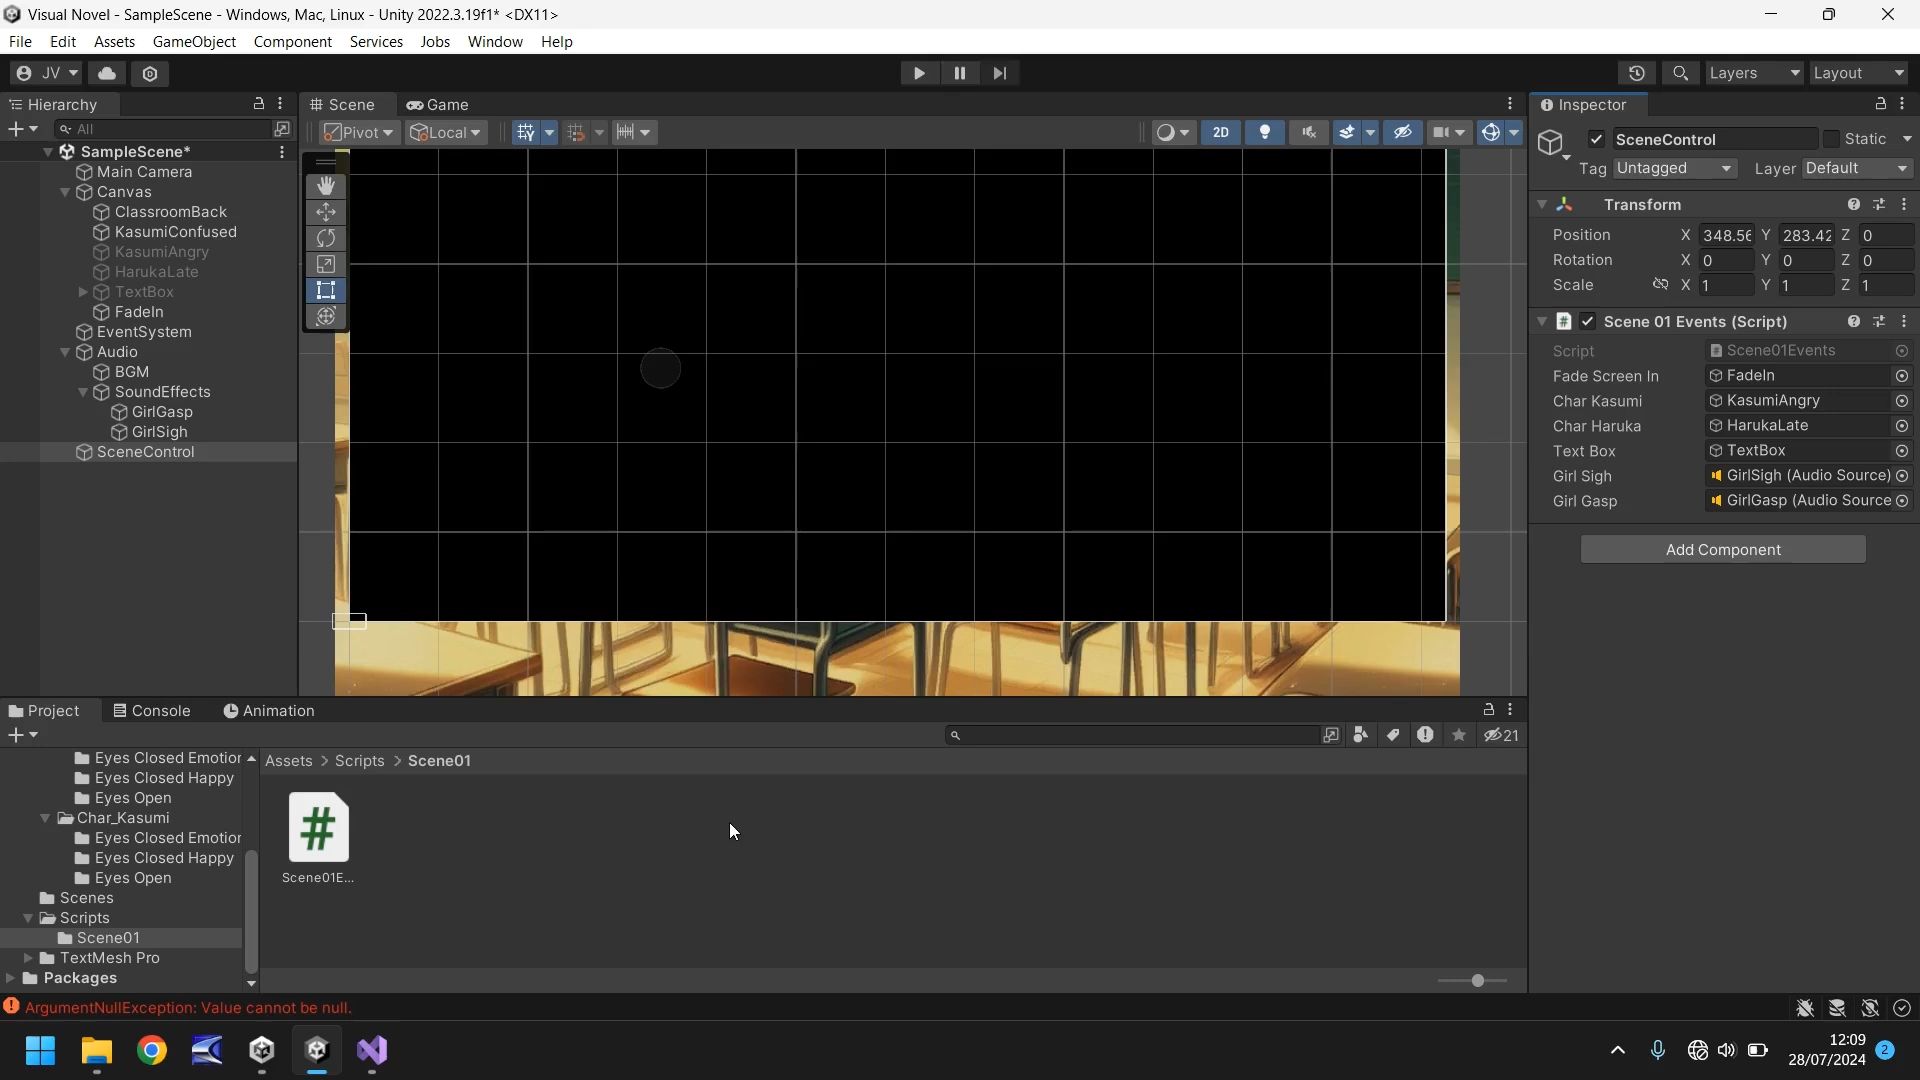 Visual Novel - SampleScene - Windows, Mac, Linux - Unity 2022.3.19f1* <DX11>
File Edit Assets GameObject Component Services Jobs Window Help
JV Layers Layout
Hierarchy
All
SampleScene*
Main Camera
Canvas
ClassroomBack
KasumiConfused
KasumiAngry
HarukaLate
TextBox
FadeIn
EventSystem
Audio
BGM
SoundEffects
GirlGasp
GirlSigh
SceneControl
Scene Game
Pivot Local 2D
Inspector
SceneControl Static
Tag Untagged Layer Default
Transform
Position X 348.56 Y 283.42 Z 0
Rotation X 0 Y 0 Z 0
Scale X 1 Y 1 Z 1
# Scene 01 Events (Script)
Script Scene01Events
Fade Screen In FadeIn
Char Kasumi KasumiAngry
Char Haruka HarukaLate
Text Box TextBox
Girl Sigh GirlSigh (Audio Source)
Girl Gasp GirlGasp (Audio Source
Add Component
Project Console Animation
21
Eyes Closed Emotion
Eyes Closed Happy
Eyes Open
Char_Kasumi
Eyes Closed Emotion
Eyes Closed Happy
Eyes Open
Scenes
Scripts
Scene01
TextMesh Pro
Packages
Assets > Scripts > Scene01
#
Scene01E...
ArgumentNullException: Value cannot be null.
12:09
28/07/2024
2